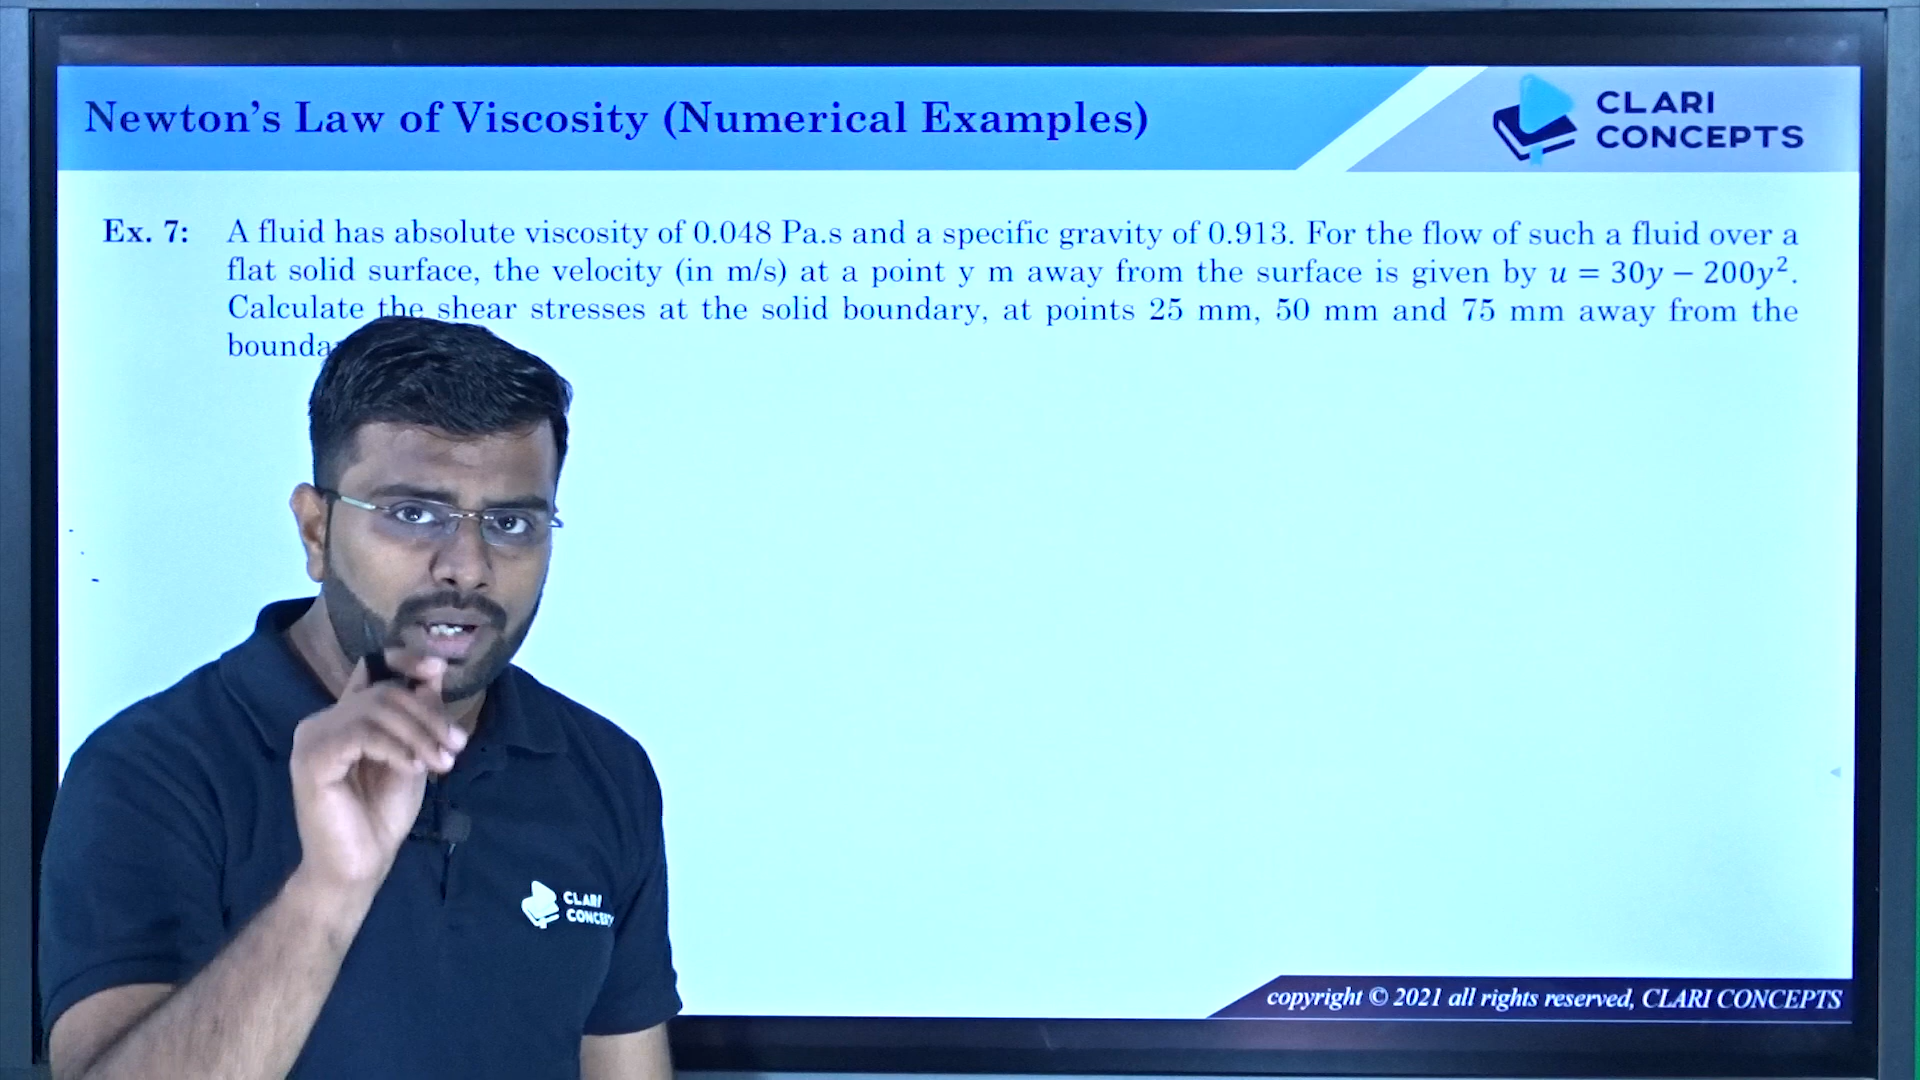 Newton’s Law of Viscosity (Numerical Examples)
CLARI
CONCEPTS
Ex. 7: A fluid has absolute viscosity of 0.048 Pa.s and a specific gravity of 0.913. For the flow of such a fluid over a
flat solid surface, the velocity (in m/s) at a point y m away from the surface is given by u = 30y − 200y².
Calculate the shear stresses at the solid boundary, at points 25 mm, 50 mm and 75 mm away from the
CLARI
copyright © 2021 all rights reserved, CLARI CONCEPTS